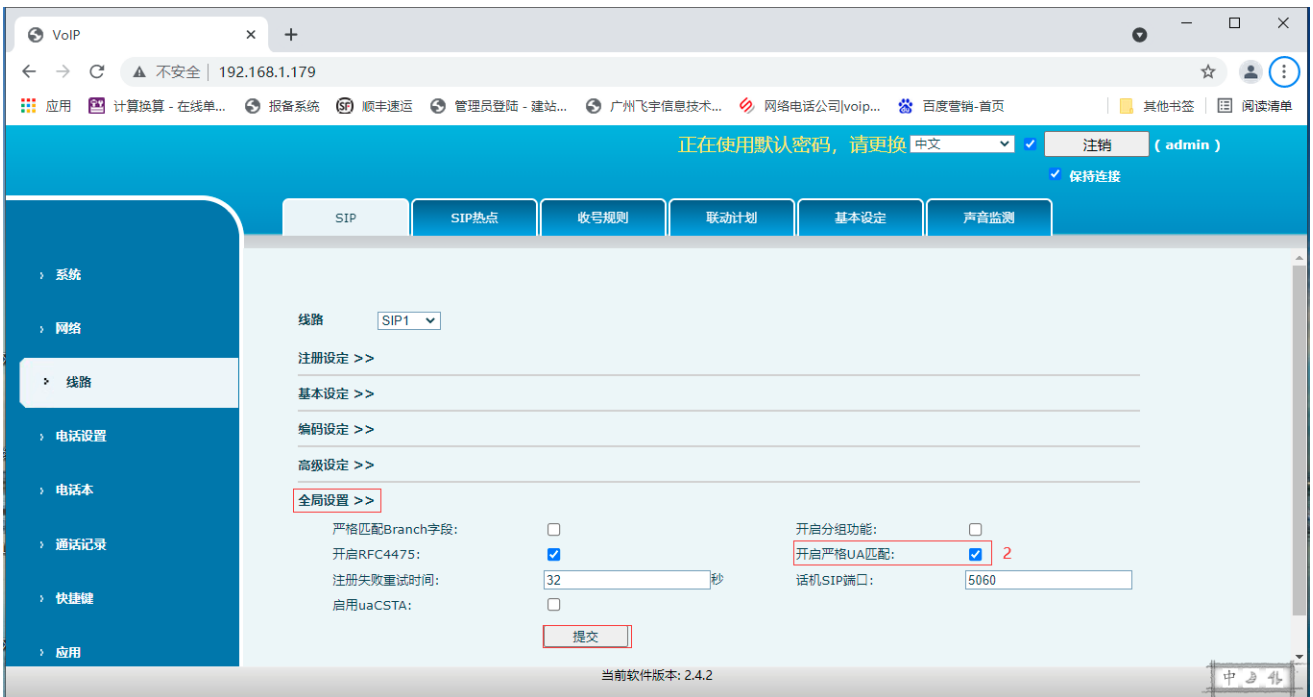 VoIP
不安全 192.168.1.179
应用 计算换算 - 在线单... 报备系统 SF 顺丰速运 管理员登陆 - 建站... 广州飞宇信息技术... 网络电话公司|voip... 百度营销-首页 其他书签 阅读清单
正在使用默认密码，请更换 中文 注销 ( admin )
保持连接
SIP SIP热点 收号规则 联动计划 基本设定 声音监测
› 系统
› 网络
› 线路
› 电话设置
› 电话本
› 通话记录
› 快捷键
› 应用
线路 SIP1
注册设定 >>
基本设定 >>
编码设定 >>
高级设定 >>
全局设置 >>
严格匹配Branch字段: 开启分组功能:
开启RFC4475: 开启严格UA匹配: 2
注册失败重试时间: 32 秒 话机SIP端口: 5060
启用uaCSTA:
提交
当前软件版本: 2.4.2
中